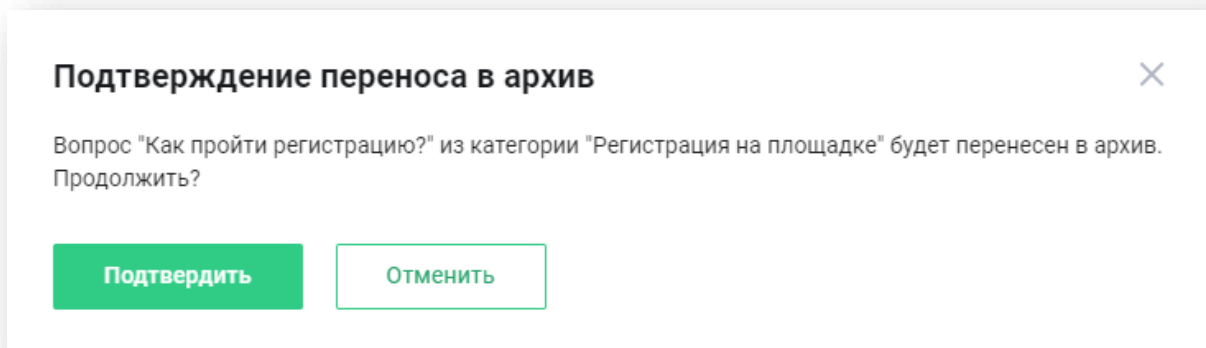 Подтверждение переноса в архив
Вопрос "Как пройти регистрацию?" из категории "Регистрация на площадке" будет перенесен в архив.
Продолжить?
Подтвердить
Отменить